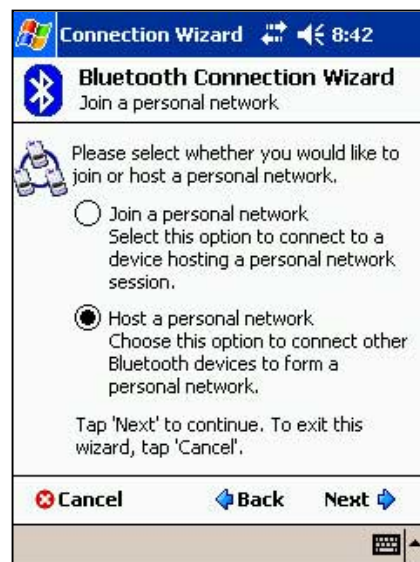 Connection Wizard 8:42
Bluetooth Connection Wizard
Join a personal network
Please select whether you would like to
join or host a personal network.
Join a personal network
Select this option to connect to a
device hosting a personal network
session.
Host a personal network
Choose this option to connect other
Bluetooth devices to form a
personal network.
Tap 'Next' to continue. To exit this
wizard, tap 'Cancel'.
Cancel Back Next